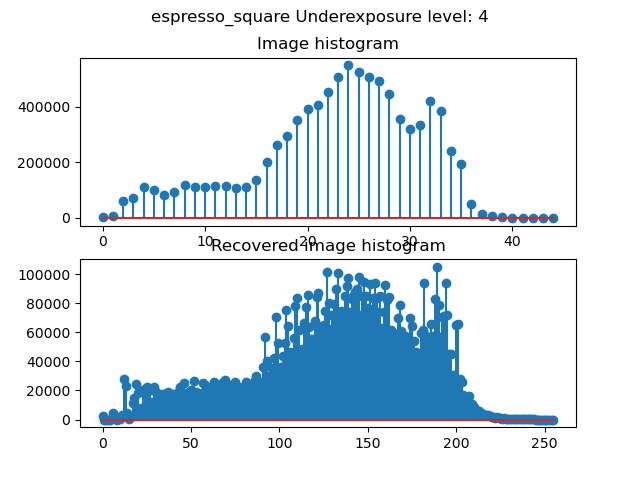 espresso_square Underexposure level: 4
Image histogram
400000
200000
0
0 10 20 30 40
Recovered image histogram
100000
80000
60000
40000
20000
0
0 50 100 150 200 250